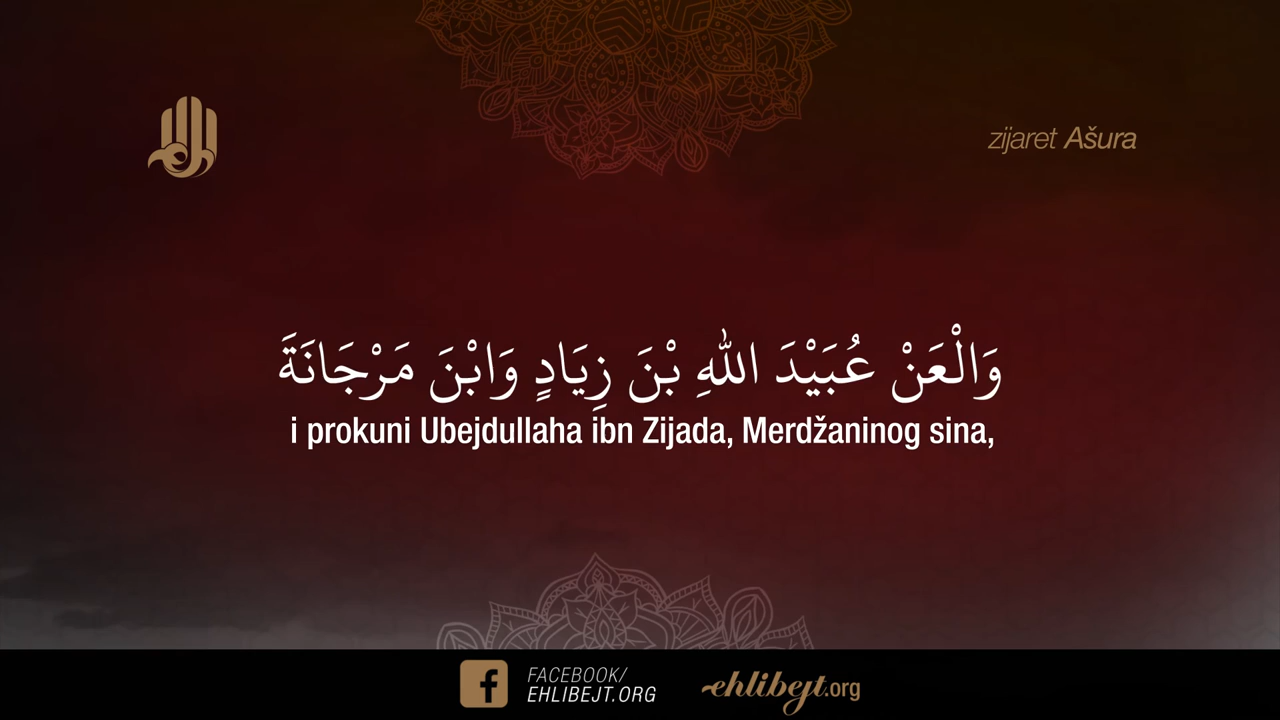 zijaret Ašura
وَالْعَنْ عُبَيْدَ اللهِ بْنَ زِيَادٍ وَابْنَ مَرْجَانَةَ
i prokuni Ubejdullaha ibn Zijada, Merdžaninog sina,
FACEBOOK/
EHLIBEJT.ORG
ehlibejt.org